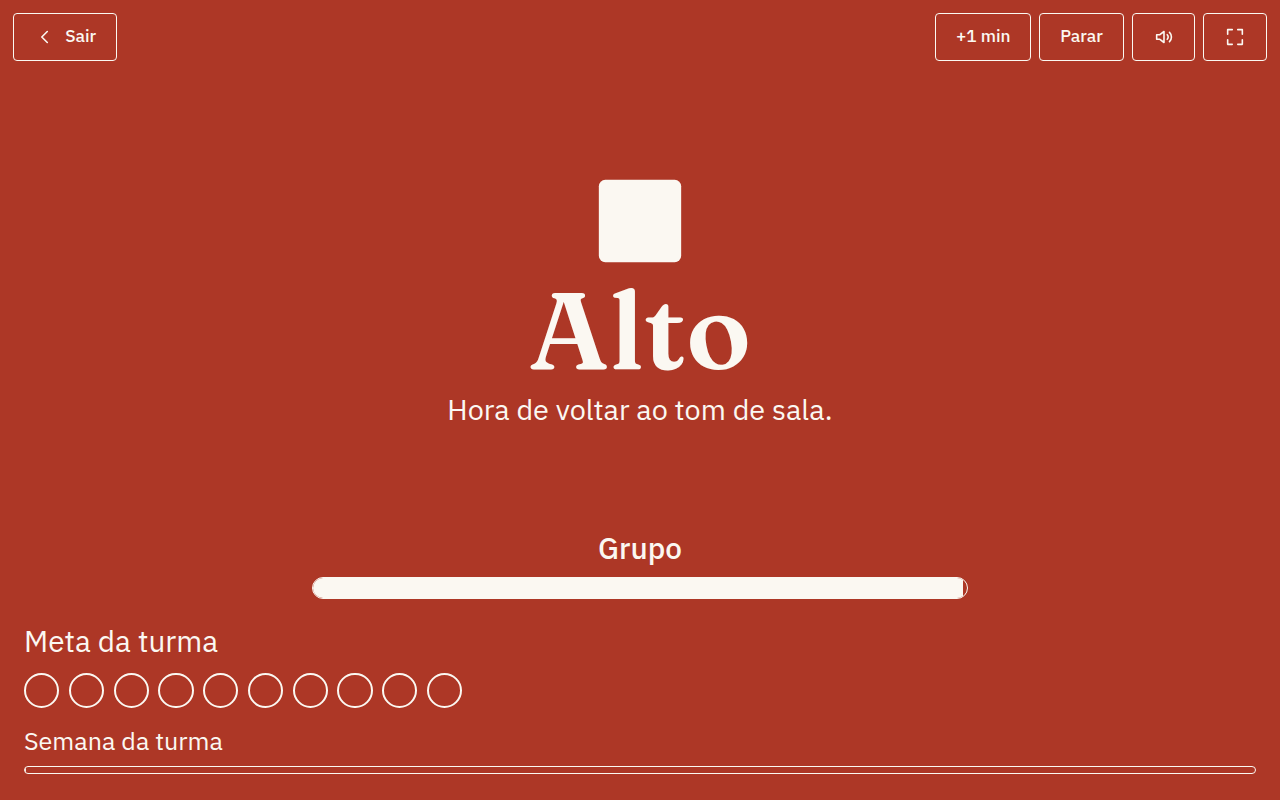 Sair
+1 min
Parar
Alto
Hora de voltar ao tom de sala.
Grupo
Meta da turma
Semana da turma